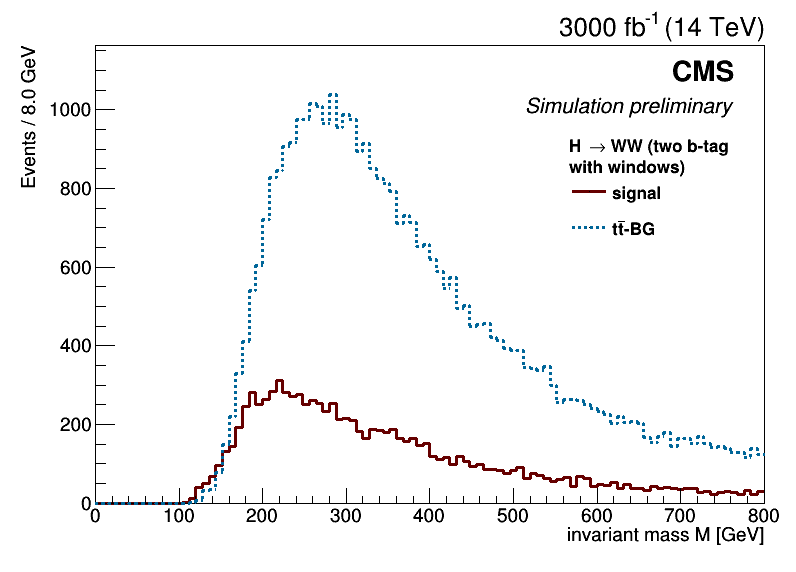 3000 fb⁻¹ (14 TeV)
CMS
Simulation preliminary
H → WW (two b-tag
with windows)
signal
tt̄-BG
Events / 8.0 GeV
1000
800
600
400
200
0
0 100 200 300 400 500 600 700 800
invariant mass M [GeV]